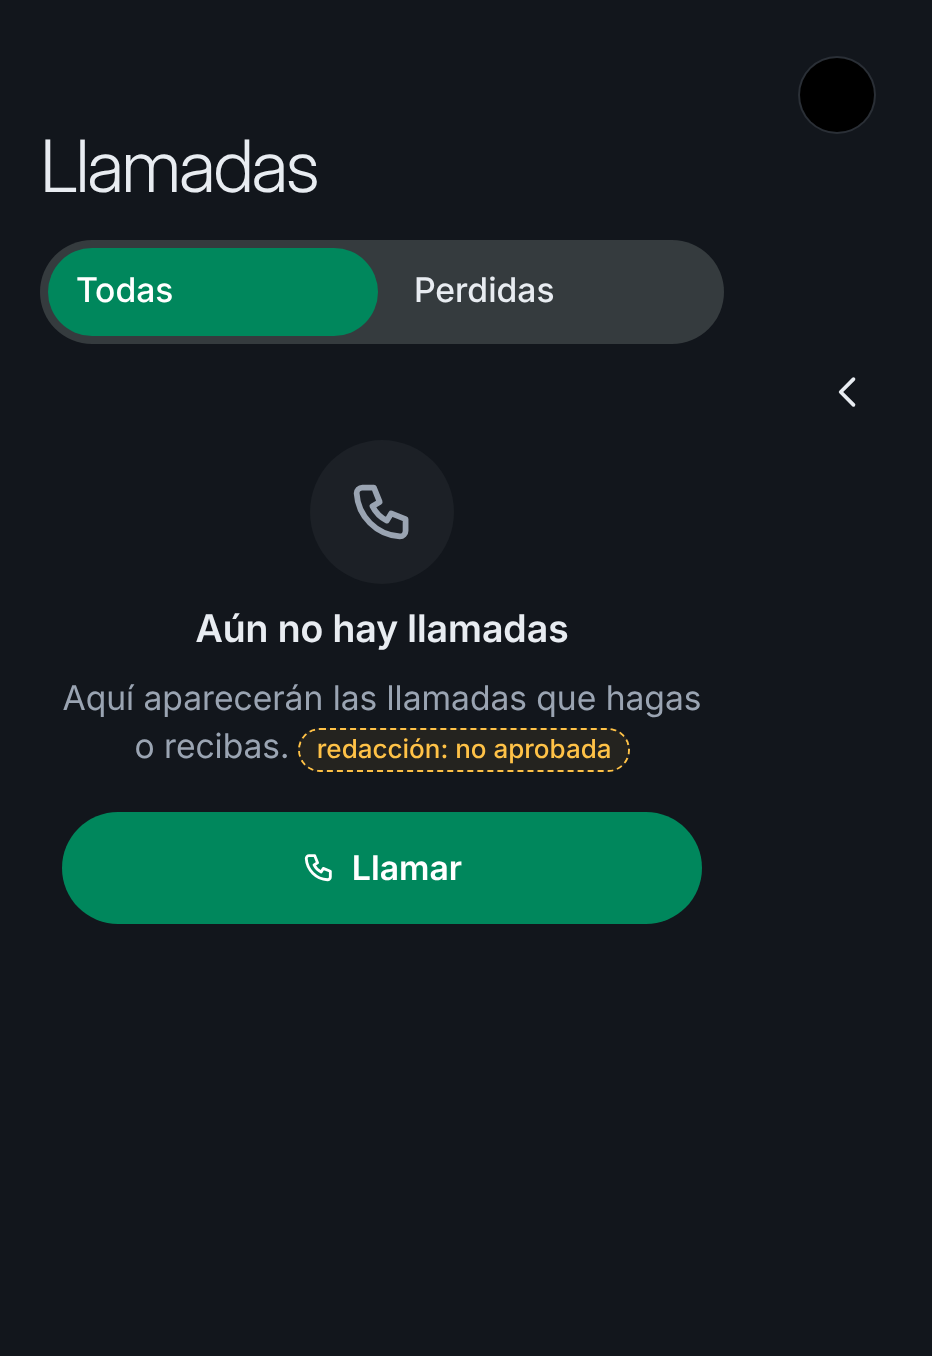 Llamadas
Todas Perdidas
Aún no hay llamadas
Aquí aparecerán las llamadas que hagas
o recibas. redacción: no aprobada
Llamar